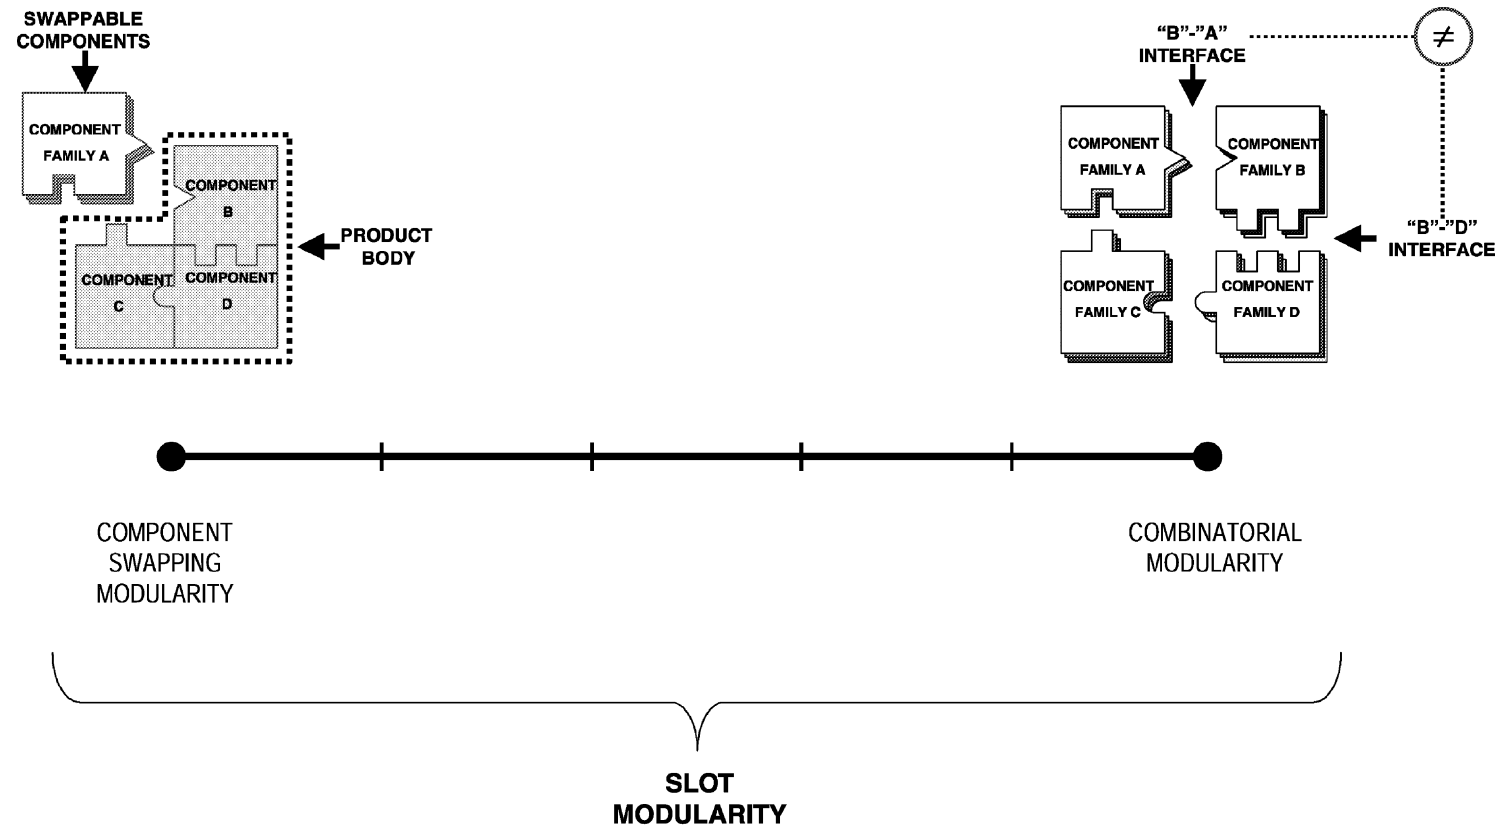 SWAPPABLE
COMPONENTS
COMPONENT
FAMILY A
COMPONENT
B
COMPONENT
C
COMPONENT
D
PRODUCT
BODY
"B"-"A"
INTERFACE
≠
COMPONENT
FAMILY A
COMPONENT
FAMILY B
"B"-"D"
INTERFACE
COMPONENT
FAMILY C
COMPONENT
FAMILY D
COMPONENT
SWAPPING
MODULARITY
COMBINATORIAL
MODULARITY
SLOT
MODULARITY